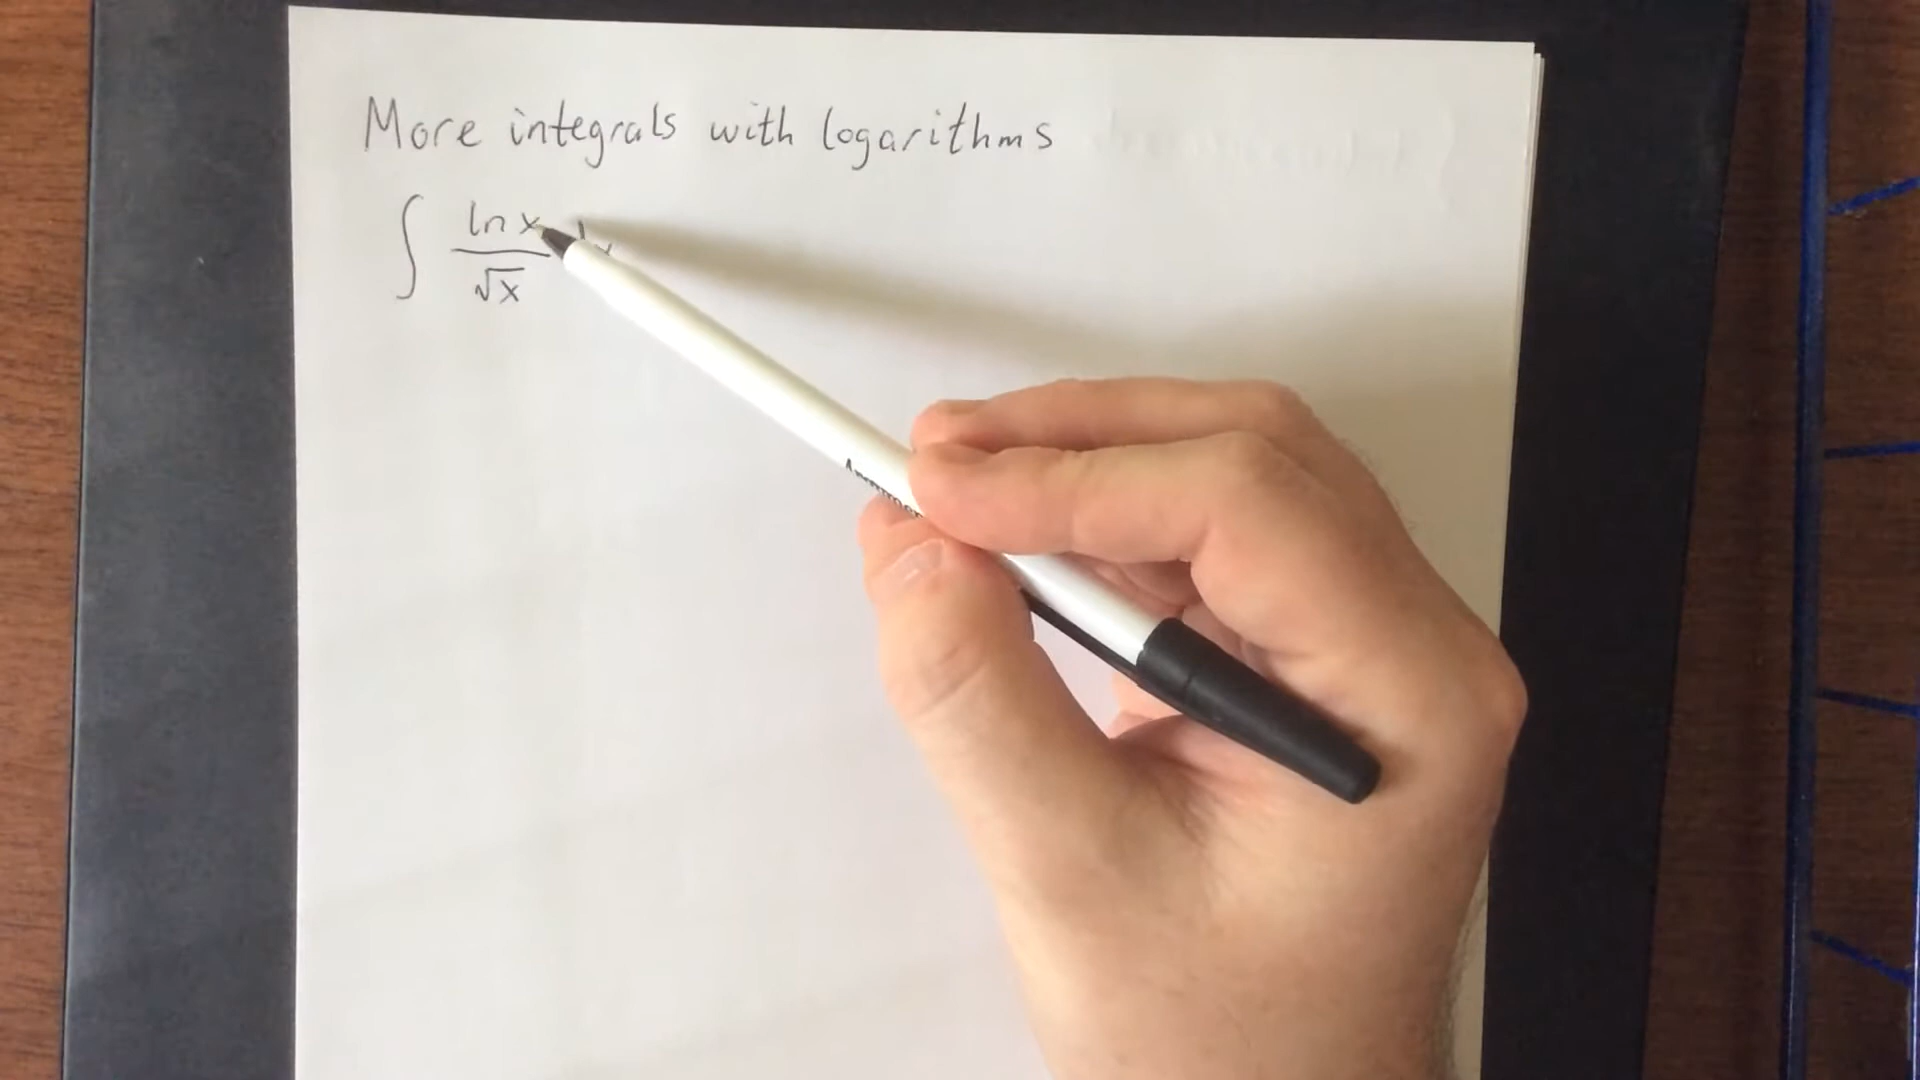 More integrals with logarithms
∫ ln x / √x